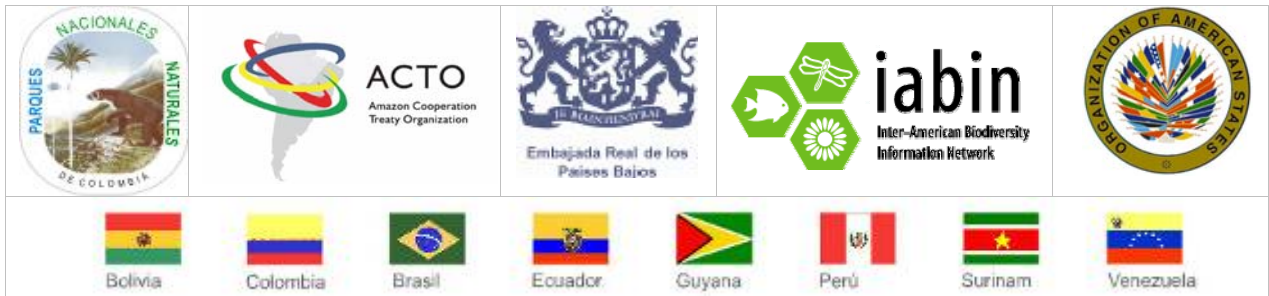 PARQUES NACIONALES NATURALES
DE COLOMBIA
ACTO
Amazon Cooperation
Treaty Organization
Embajada Real de los
Paises Bajos
iabin
Inter-American Biodiversity
Information Network
ORGANIZATION OF AMERICAN STATES
Bolivia
Colombia
Brasil
Ecuador
Guyana
Perú
Surinam
Venezuela